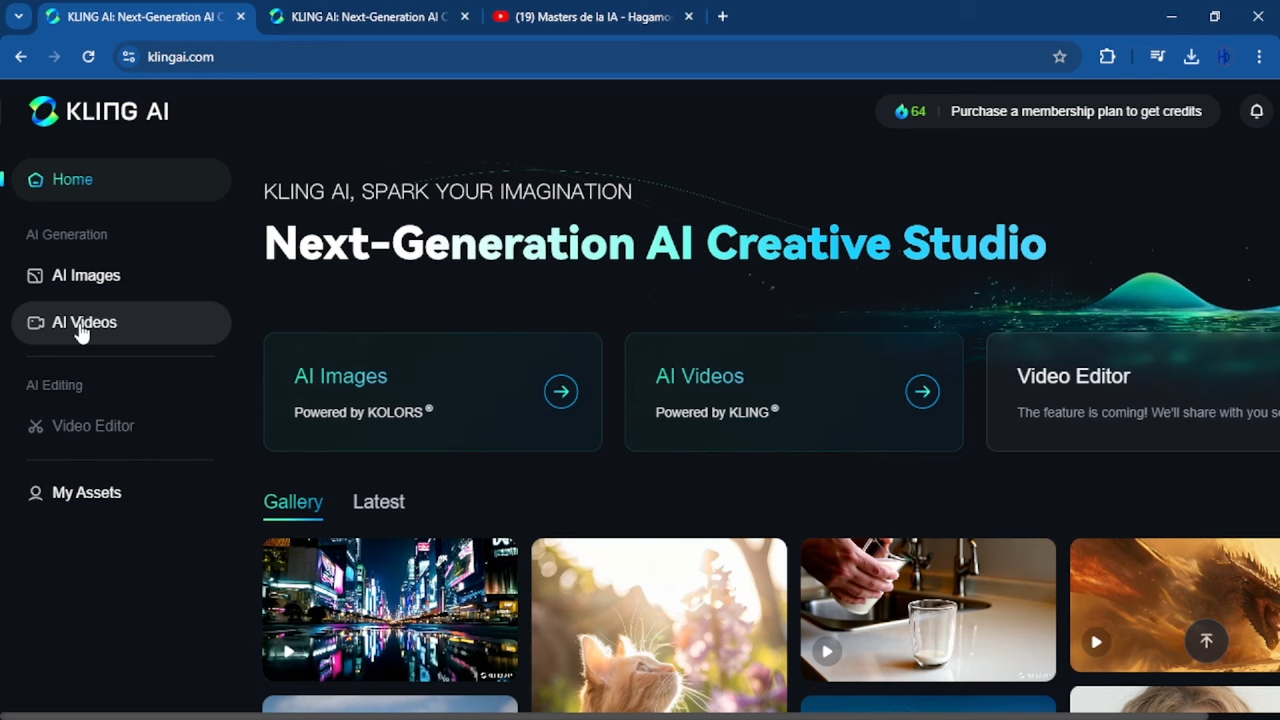 KLING AI: Next-Generation AI C
KLING AI: Next-Generation AI C
(19) Masters de la IA - Hagamo
klingai.com
KLING AI
64
Purchase a membership plan to get credits
Home
AI Generation
AI Images
AI Videos
AI Editing
Video Editor
My Assets
KLING AI, SPARK YOUR IMAGINATION
Next-Generation AI Creative Studio
AI Images
Powered by KOLORS®
AI Videos
Powered by KLING®
Video Editor
The feature is coming! We'll share with you s
Gallery
Latest